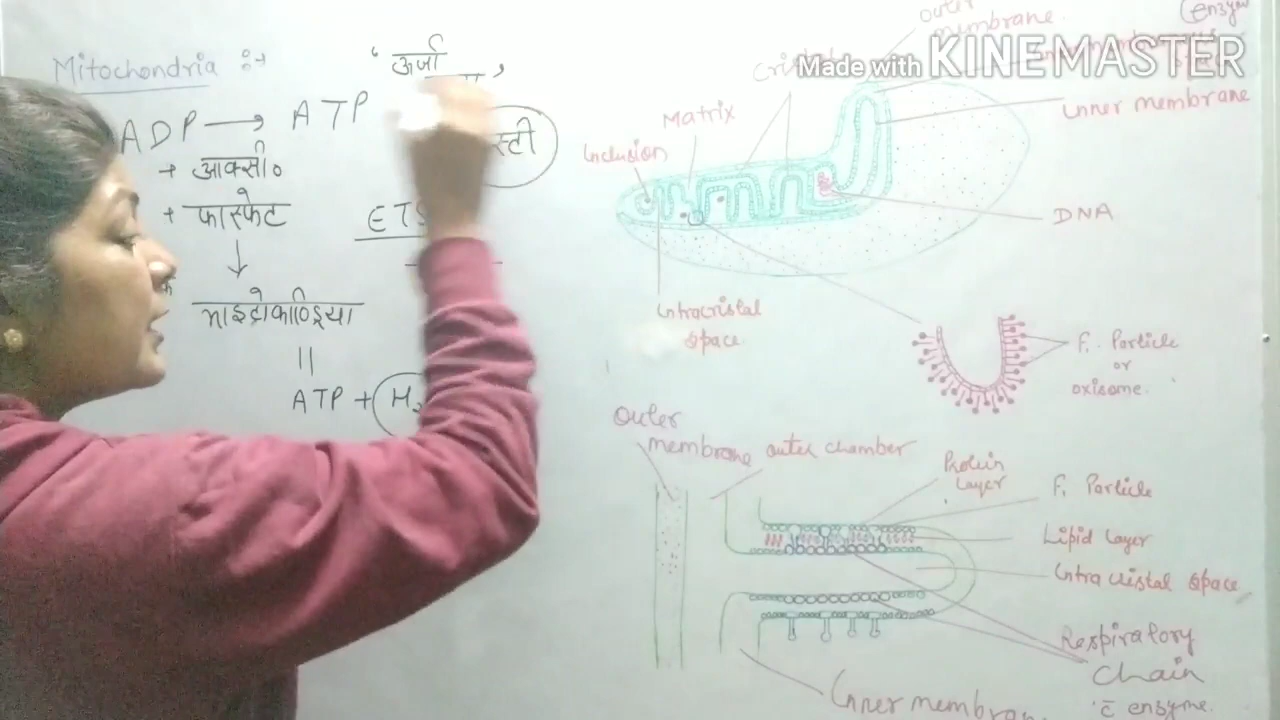 Mitochondria :-
ADP → ATP
+ आक्सी०
+ फास्फेट
↓
माइटोकाण्ड्रिया
||
ATP +
' ऊर्जा
ETS
outer
membrane.
Made with KINEMASTER
Matrix
Inclusion
Inner membrane
DNA
Intracristal
space
F₁ Particle
or
oxisome.
Outer
membrane
outer chamber
Protein
Layer
F₁ Particle
Lipid Layer
Intra cristal space
Respiratory
Chain
c̄ enzyme.
Inner